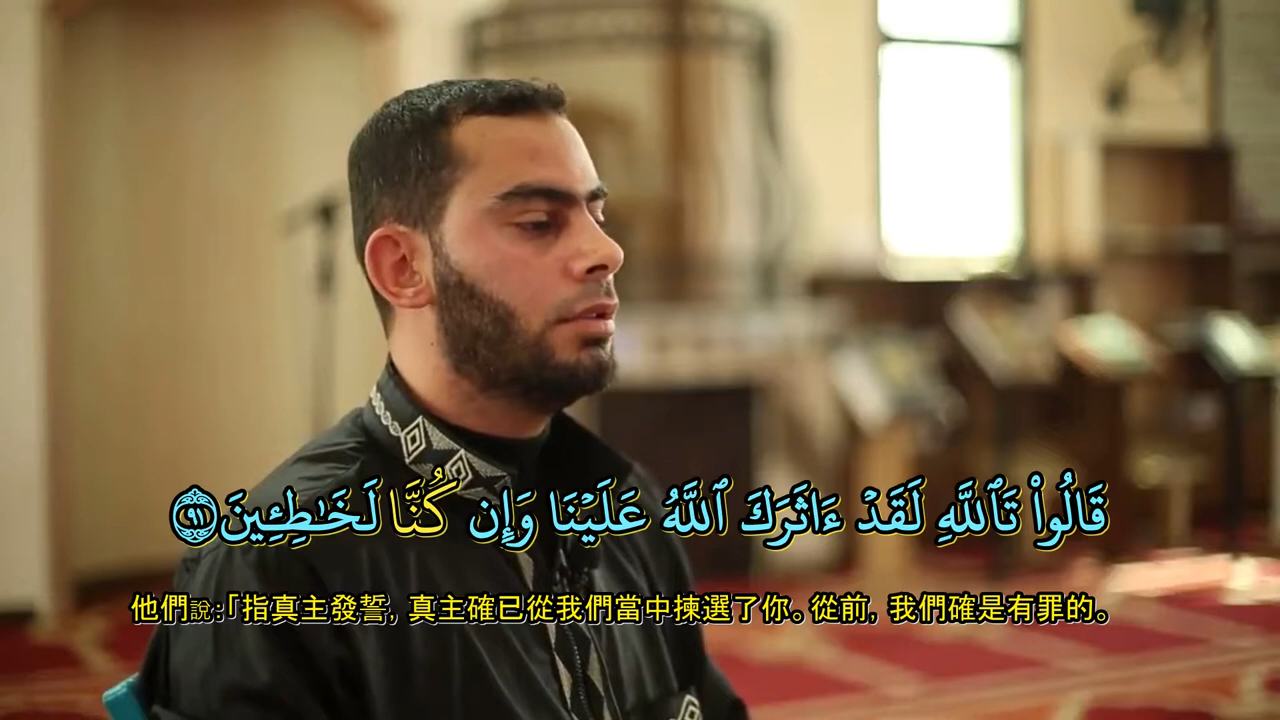 قَالُوا۟ تَٱللَّهِ لَقَدْ ءَاثَرَكَ ٱللَّهُ عَلَيْنَا وَإِن كُنَّا لَخَـٰطِـِٔينَ ٩١
他們說:「指真主發誓, 真主確已從我們當中揀選了你。從前, 我們確是有罪的。